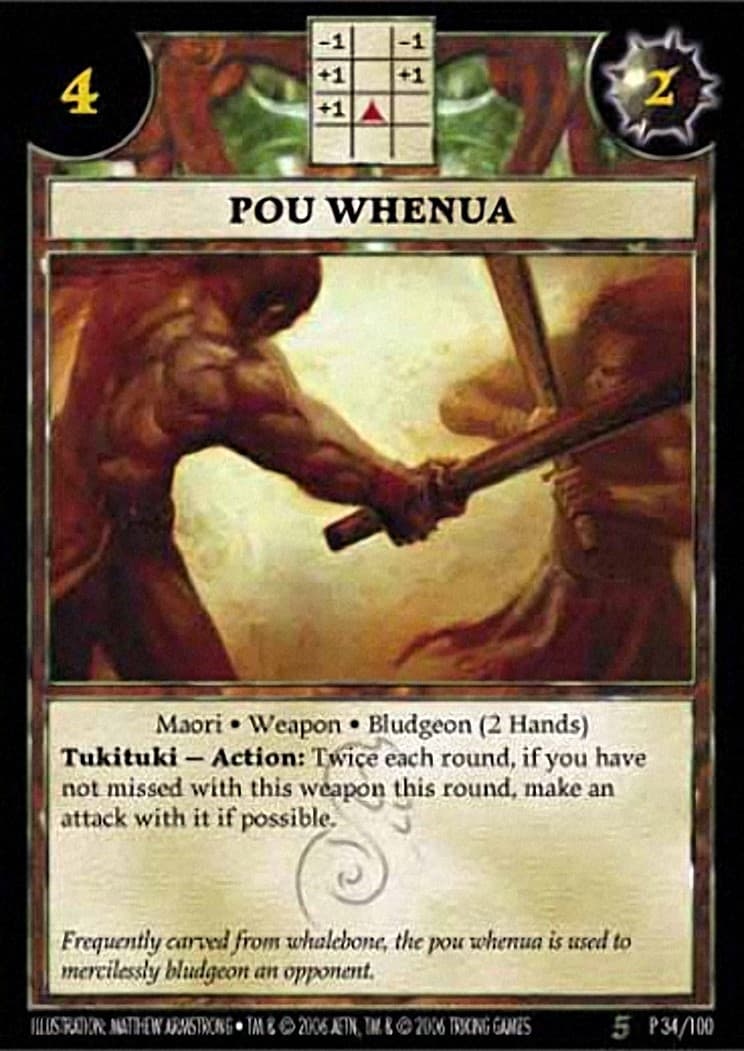 4
-1 -1
+1 +1
+1
2
POU WHENUA
Maori • Weapon • Bludgeon (2 Hands)
Tukituki – Action: Twice each round, if you have
not missed with this weapon this round, make an
attack with it if possible.
Frequently carved from whalebone, the pou whenua is used to
mercilessly bludgeon an opponent.
ILLUSTRATION: MATTHEW ARMSTRONG • TM & © 2006 AETN, TM & © 2006 TRIKING GAMES 5 P 34/100